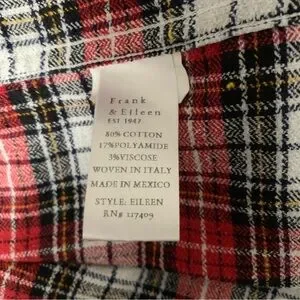 Frank
& Eileen
EST 1947
80% COTTON
17%POLYAMIDE
3%VISCOSE
WOVEN IN ITALY
MADE IN MEXICO
STYLE: EILEEN
RN# 117409